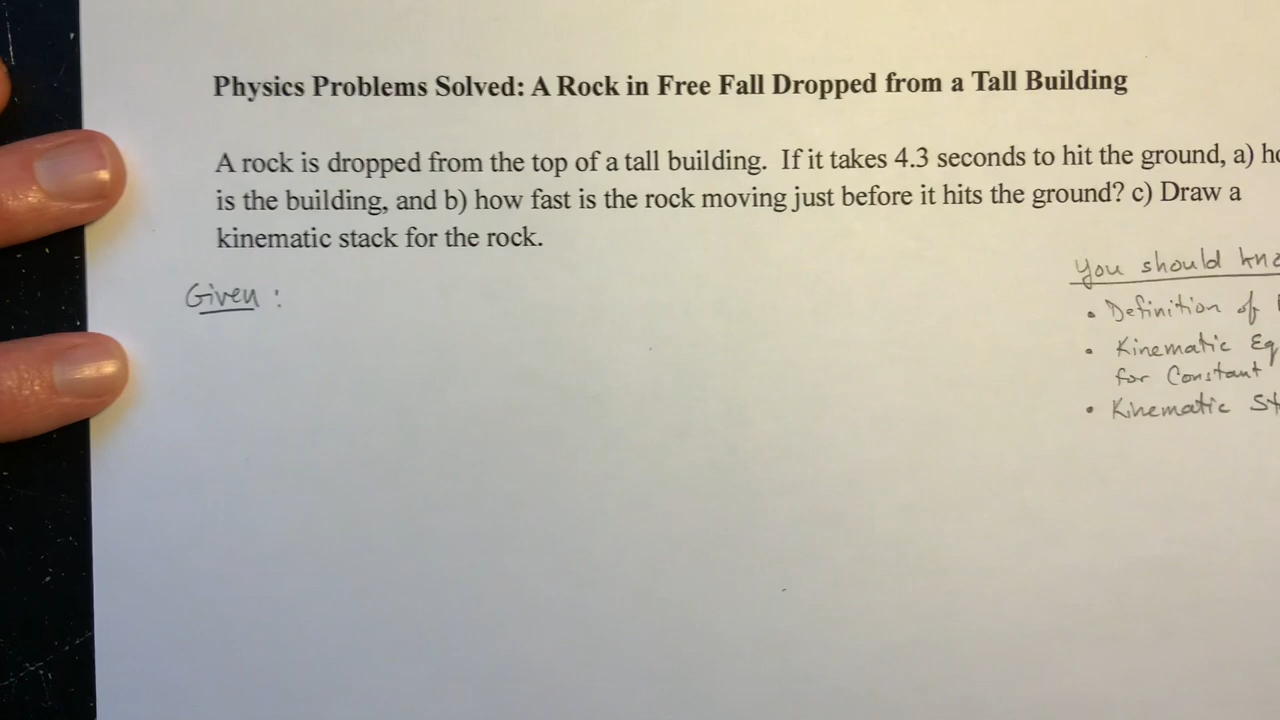 Physics Problems Solved: A Rock in Free Fall Dropped from a Tall Building
A rock is dropped from the top of a tall building. If it takes 4.3 seconds to hit the ground, a)
is the building, and b) how fast is the rock moving just before it hits the ground? c) Draw a
kinematic stack for the rock.
Given :
You should
• Definition of
• Kinematic
for Constant
• Kinematic